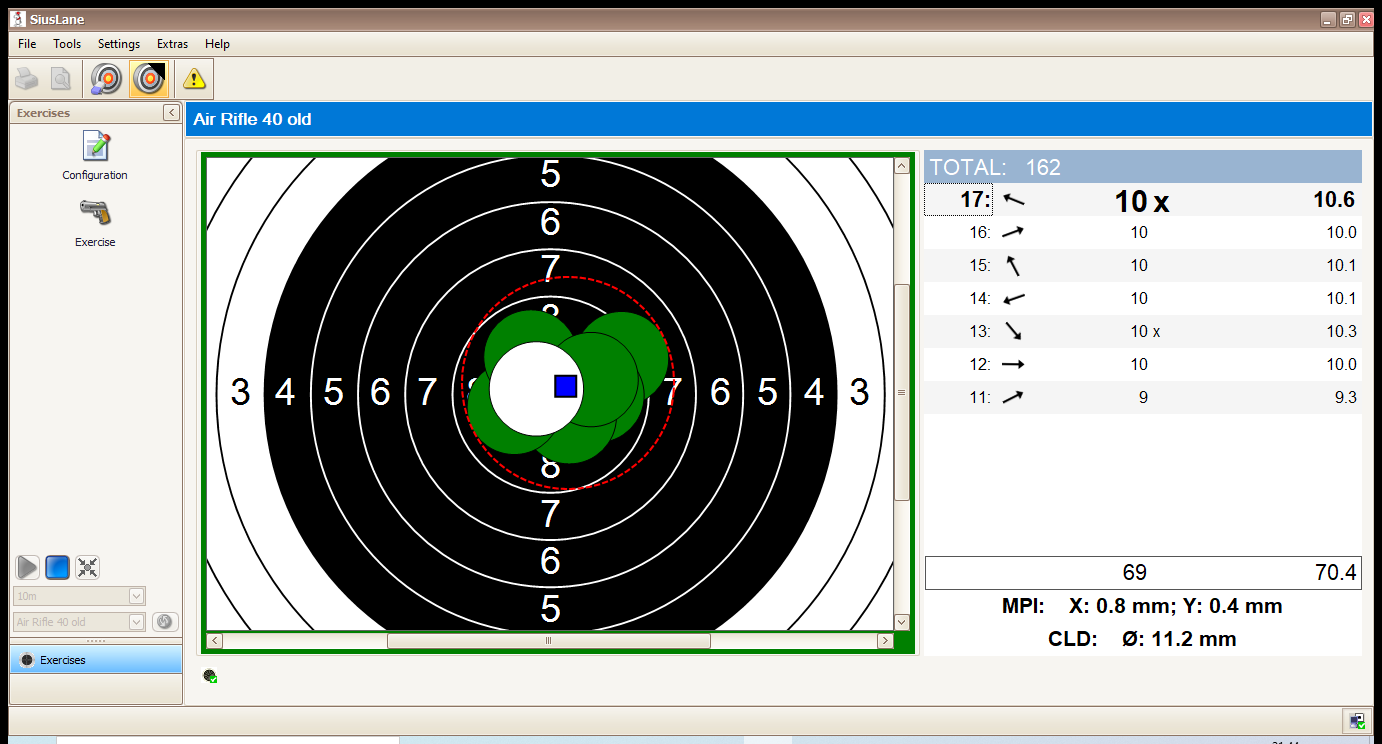 SiusLane
File Tools Settings Extras Help
Exercises
Configuration
Exercise
10m
Air Rifle 40 old
Exercises
Air Rifle 40 old
5
6
7
3 4 5 6 7 7 6 5 4 3
8
7
6
5
TOTAL: 162
17: 10 x 10.6
16: 10 10.0
15: 10 10.1
14: 10 10.1
13: 10 x 10.3
12: 10 10.0
11: 9 9.3
69 70.4
MPI: X: 0.8 mm; Y: 0.4 mm
CLD: Ø: 11.2 mm